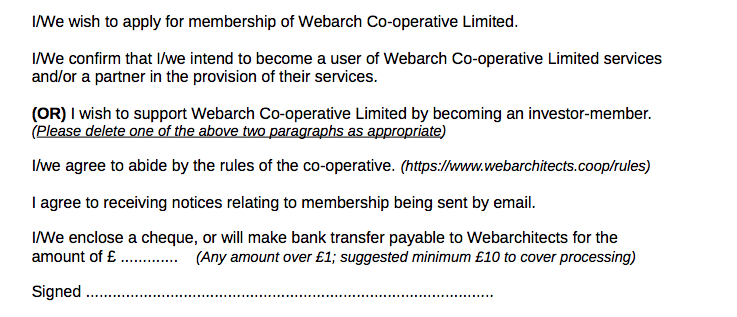 I/We wish to apply for membership of Webarch Co-operative Limited.
I/We confirm that I/we intend to become a user of Webarch Co-operative Limited services
and/or a partner in the provision of their services.
(OR) I wish to support Webarch Co-operative Limited by becoming an investor-member.
(Please delete one of the above two paragraphs as appropriate)
I/we agree to abide by the rules of the co-operative. (https://www.webarchitects.coop/rules)
I agree to receiving notices relating to membership being sent by email.
I/We enclose a cheque, or will make bank transfer payable to Webarchitects for the
amount of £ ............. (Any amount over £1; suggested minimum £10 to cover processing)
Signed ............................................................................................